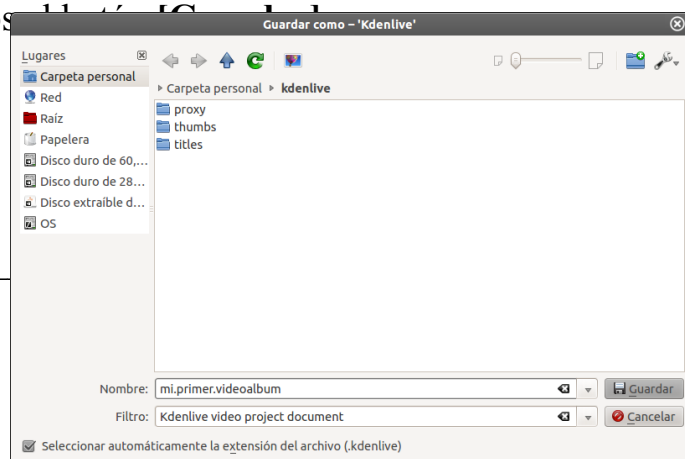 Guardar como – 'Kdenlive'
Lugares
Carpeta personal
Red
Raíz
Papelera
Disco duro de 60,...
Disco duro de 28...
Disco extraíble d...
OS
Carpeta personal kdenlive
proxy
thumbs
titles
Nombre: mi.primer.videoalbum Guardar
Filtro: Kdenlive video project document Cancelar
Seleccionar automáticamente la extensión del archivo (.kdenlive)